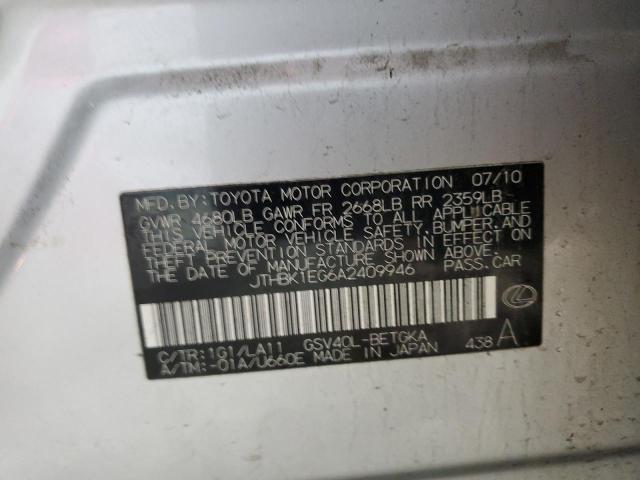 MFD. BY: TOYOTA MOTOR CORPORATION 07/10
GVWR 4680LB GAWR FR 2668LB RR 2359LB
THIS VEHICLE CONFORMS TO ALL APPLICABLE
FEDERAL MOTOR VEHICLE SAFETY, BUMPER, AND
THEFT PREVENTION STANDARDS IN EFFECT ON
THE DATE OF MANUFACTURE SHOWN ABOVE.
JTHBK1EG6A2409946 PASS. CAR
C/TR: 1G1/LA11 GSV40L-BETGKA
A/TM: -01A/U660E MADE IN JAPAN 438 A